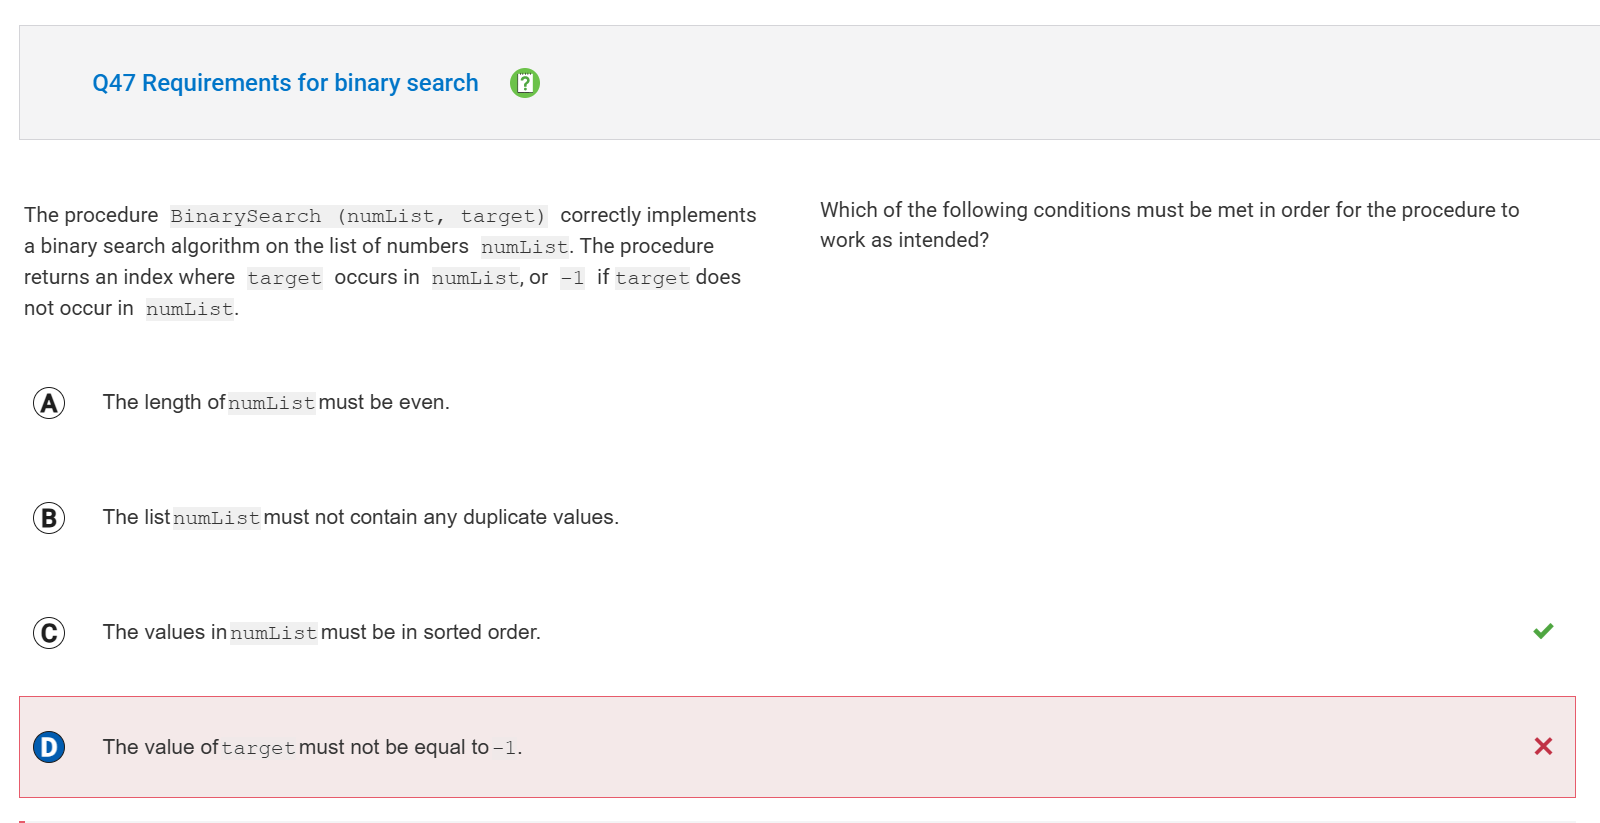 Q47 Requirements for binary search
The procedure BinarySearch (numList, target) correctly implements
a binary search algorithm on the list of numbers numList. The procedure
returns an index where target occurs in numList, or -1 if target does
not occur in numList.
Which of the following conditions must be met in order for the procedure to
work as intended?
A The length of numList must be even.
B The list numList must not contain any duplicate values.
C The values in numList must be in sorted order.
D The value of target must not be equal to -1.